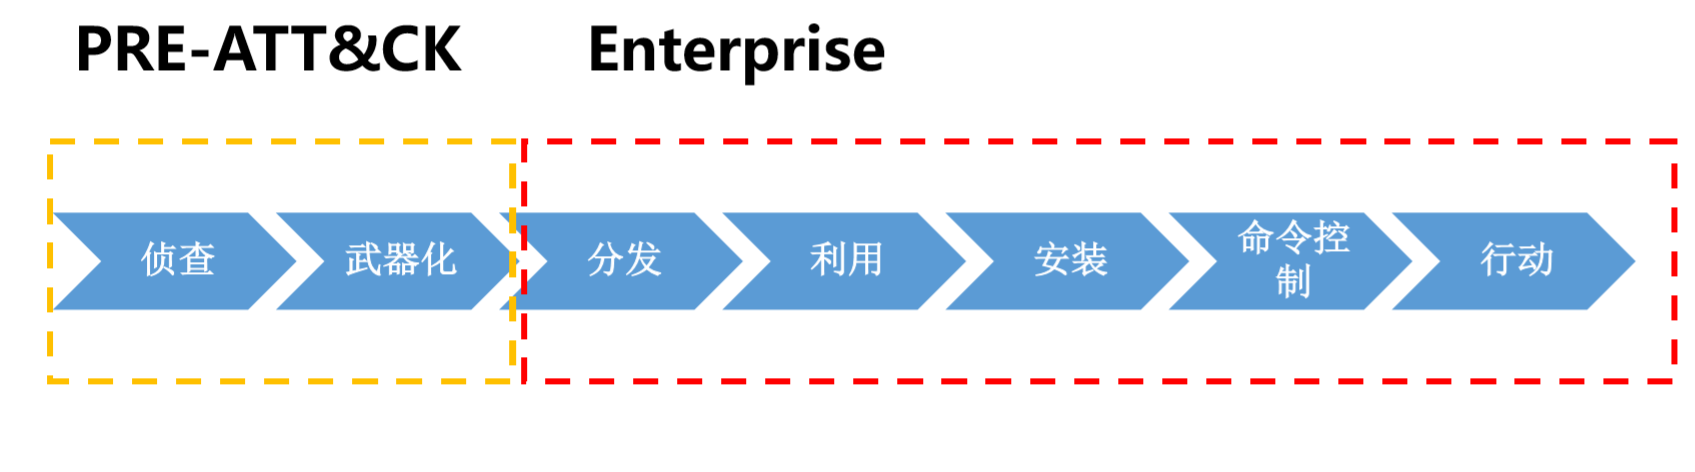 PRE-ATT&CK
Enterprise
侦查
武器化
分发
利用
安装
命令控
制
行动